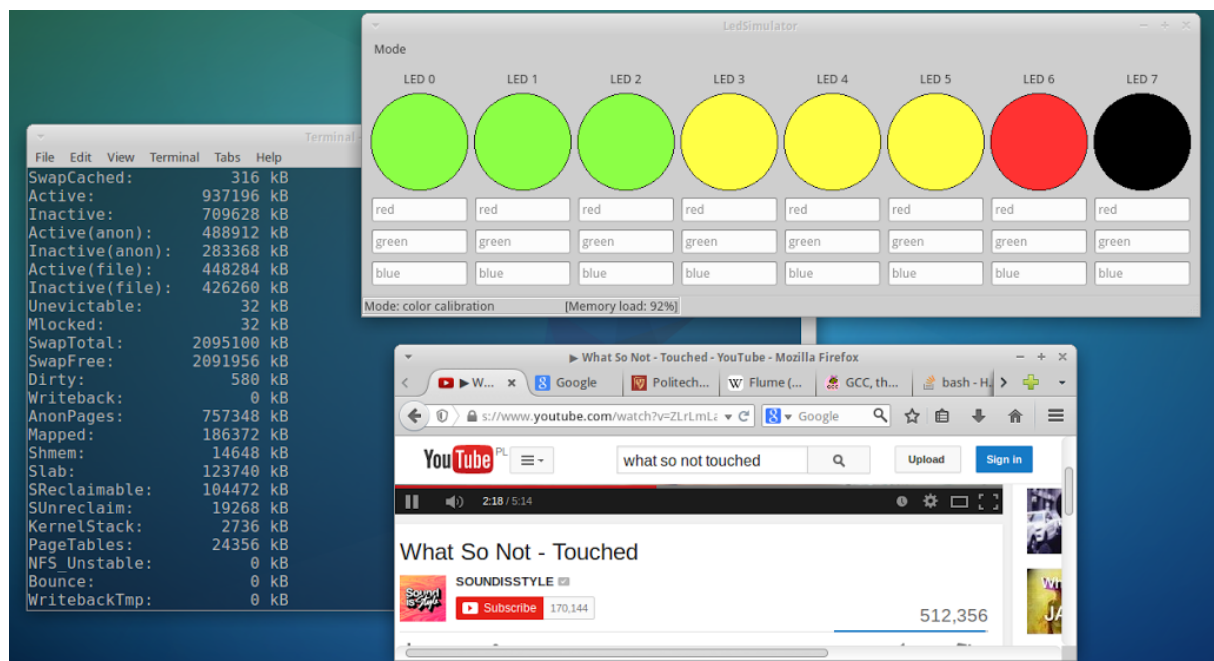 LedSimulator
Mode
LED 0 LED 1 LED 2 LED 3 LED 4 LED 5 LED 6 LED 7
red red red red red red red red
green green green green green green green green
blue blue blue blue blue blue blue blue
Mode: color calibration [Memory load: 92%]
Terminal -
File Edit View Terminal Tabs Help
SwapCached: 316 kB
Active: 937196 kB
Inactive: 709628 kB
Active(anon): 488912 kB
Inactive(anon): 283368 kB
Active(file): 448284 kB
Inactive(file): 426260 kB
Unevictable: 32 kB
Mlocked: 32 kB
SwapTotal: 2095100 kB
SwapFree: 2091956 kB
Dirty: 580 kB
Writeback: 0 kB
AnonPages: 757348 kB
Mapped: 186372 kB
Shmem: 14648 kB
Slab: 123740 kB
SReclaimable: 104472 kB
SUnreclaim: 19268 kB
KernelStack: 2736 kB
PageTables: 24356 kB
NFS_Unstable: 0 kB
Bounce: 0 kB
WritebackTmp: 0 kB
▶ What So Not - Touched - YouTube - Mozilla Firefox
▶ W... Google Politech... Flume (... GCC, th... bash - H
s://www.youtube.com/watch?v=ZLrLmLa Google
YouTube PL what so not touched Upload Sign in
2:18 / 5:14
What So Not - Touched
SOUNDISSTYLE
Sound is Style
Subscribe 170,144
512,356